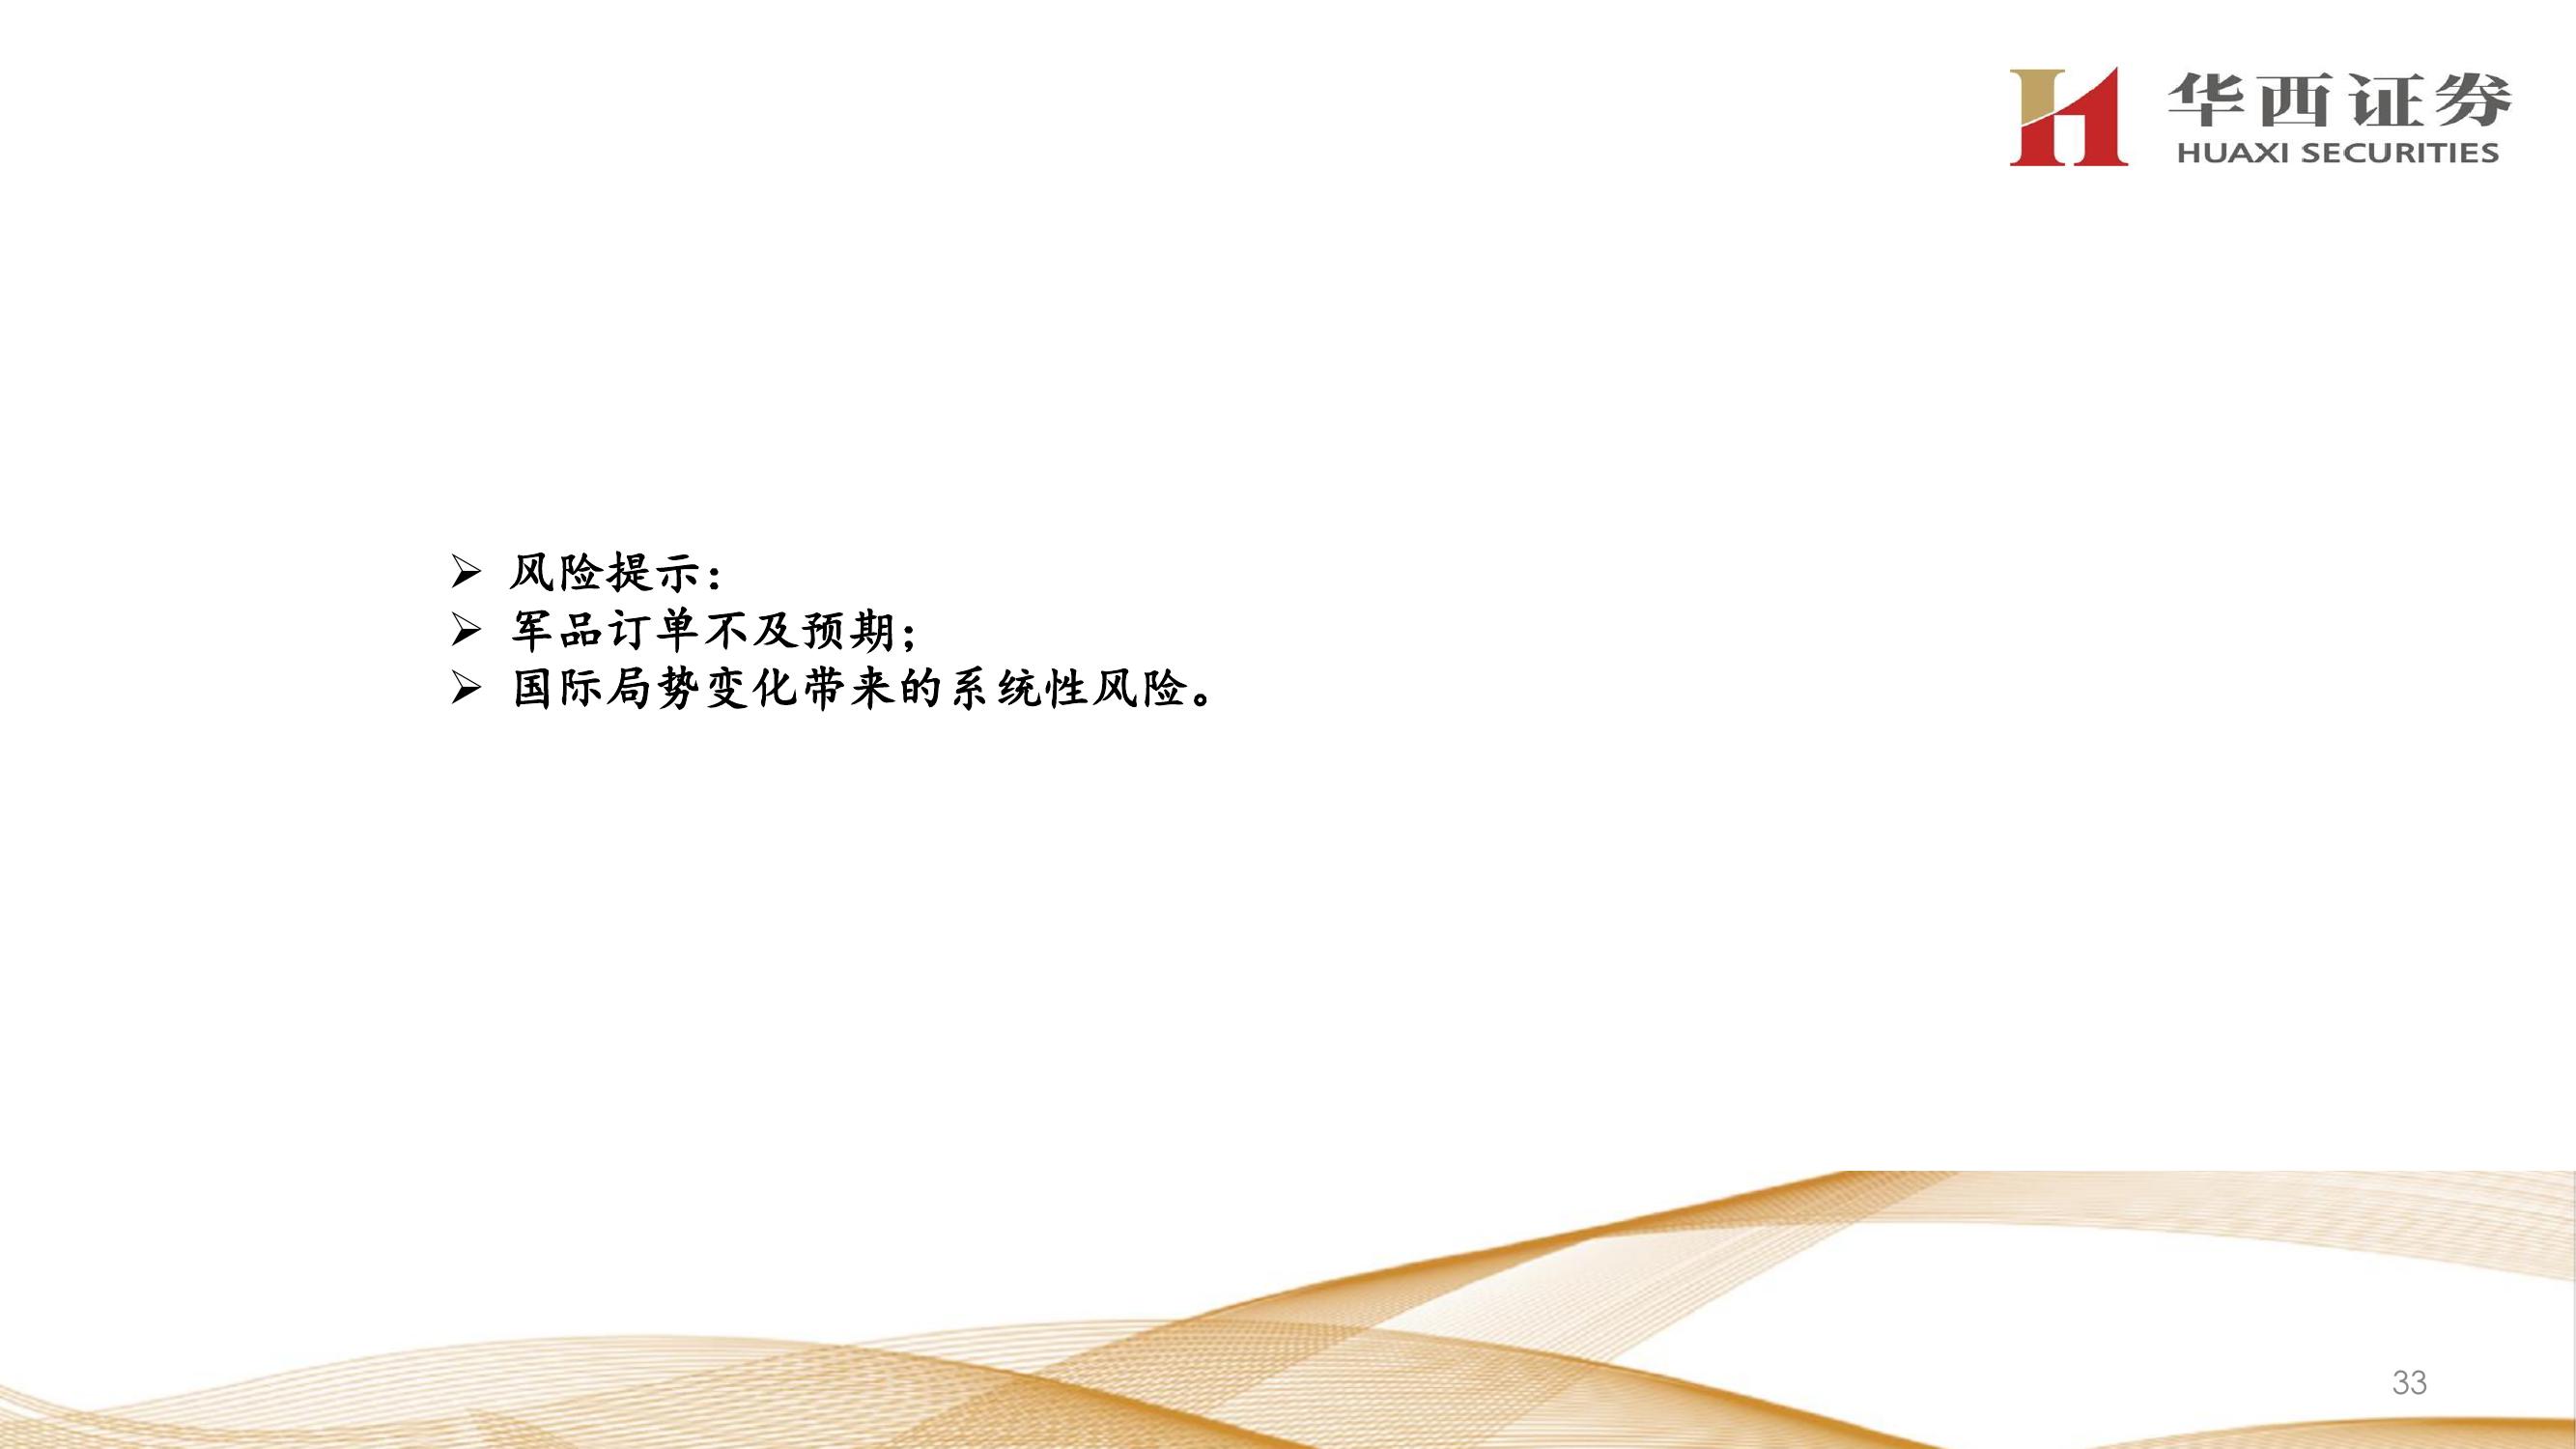 华西证券
HUAXI SECURITIES
➢ 风险提示：
➢ 军品订单不及预期；
➢ 国际局势变化带来的系统性风险。
33